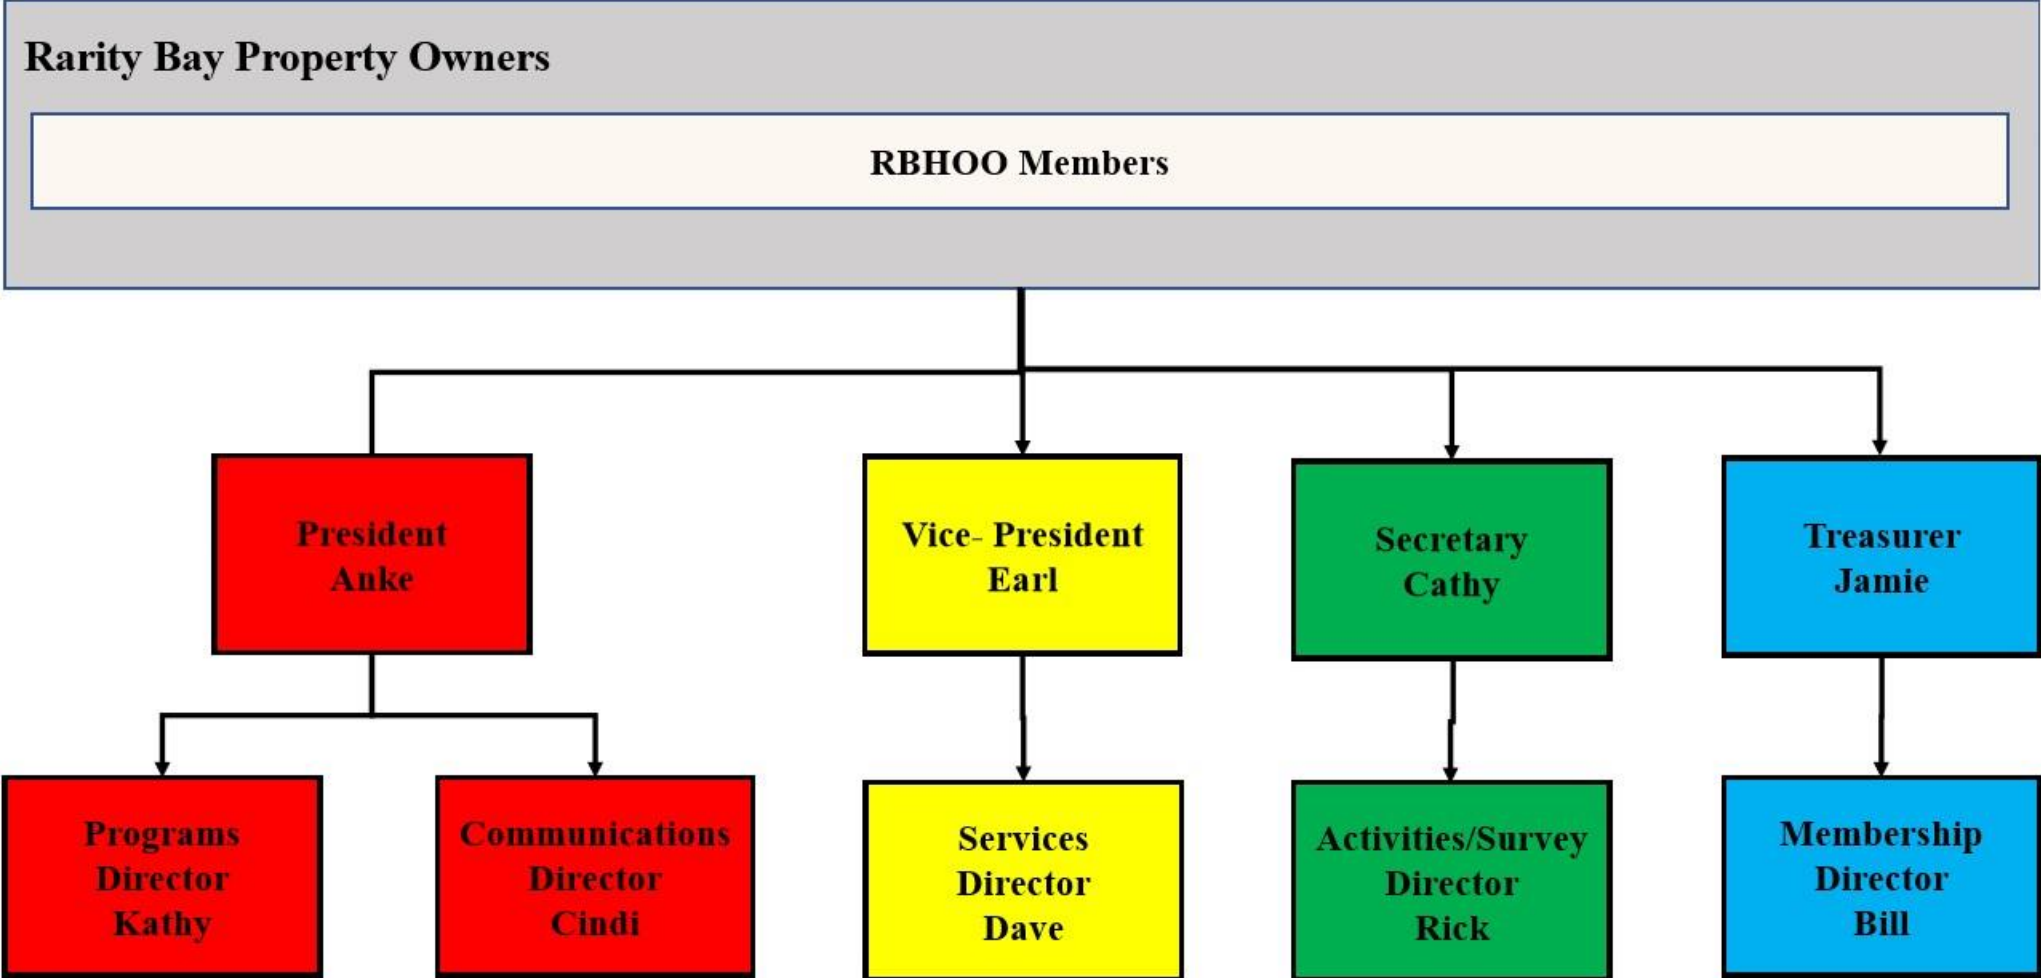 Rarity Bay Property Owners
RBHOO Members
President
Anke
Vice- President
Earl
Secretary
Cathy
Treasurer
Jamie
Programs
Director
Kathy
Communications
Director
Cindi
Services
Director
Dave
Activities/Survey
Director
Rick
Membership
Director
Bill